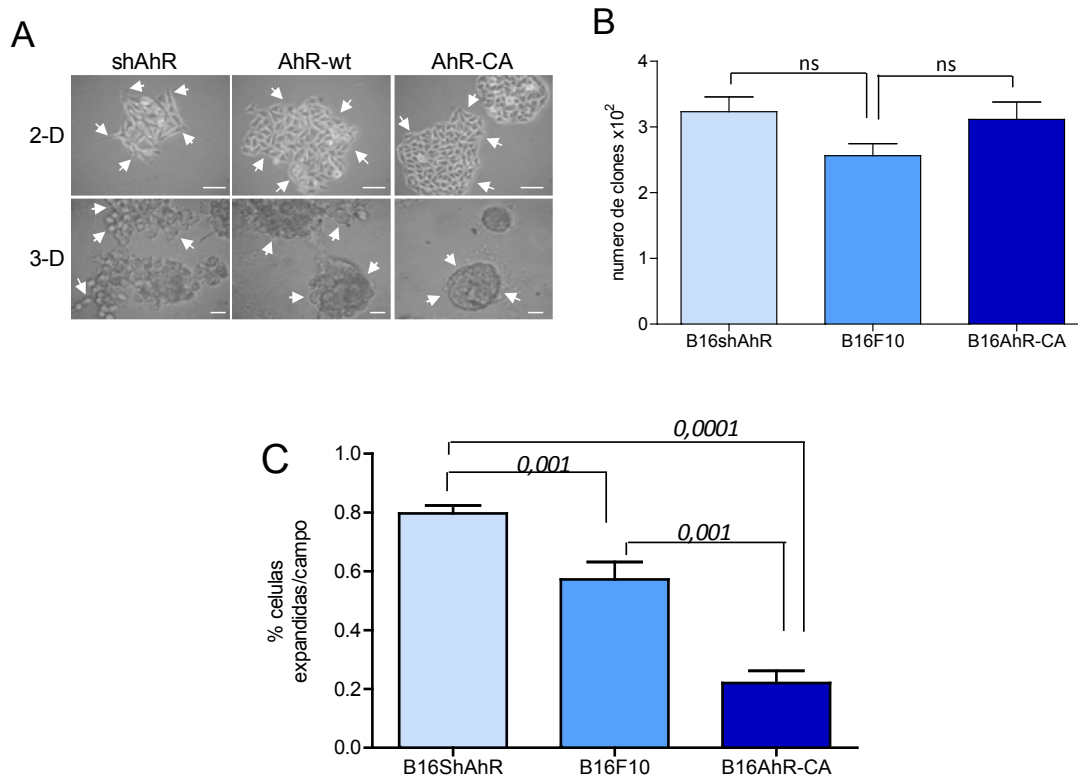 A
shAhR AhR-wt AhR-CA
2-D
3-D
B
numero de clones x10²
4
3
2
1
0
ns
ns
B16shAhR B16F10 B16AhR-CA
C
% celulas
expandidas/campo
1.0
0.8
0.6
0.4
0.2
0.0
0,0001
0,001
0,001
B16ShAhR B16F10 B16AhR-CA